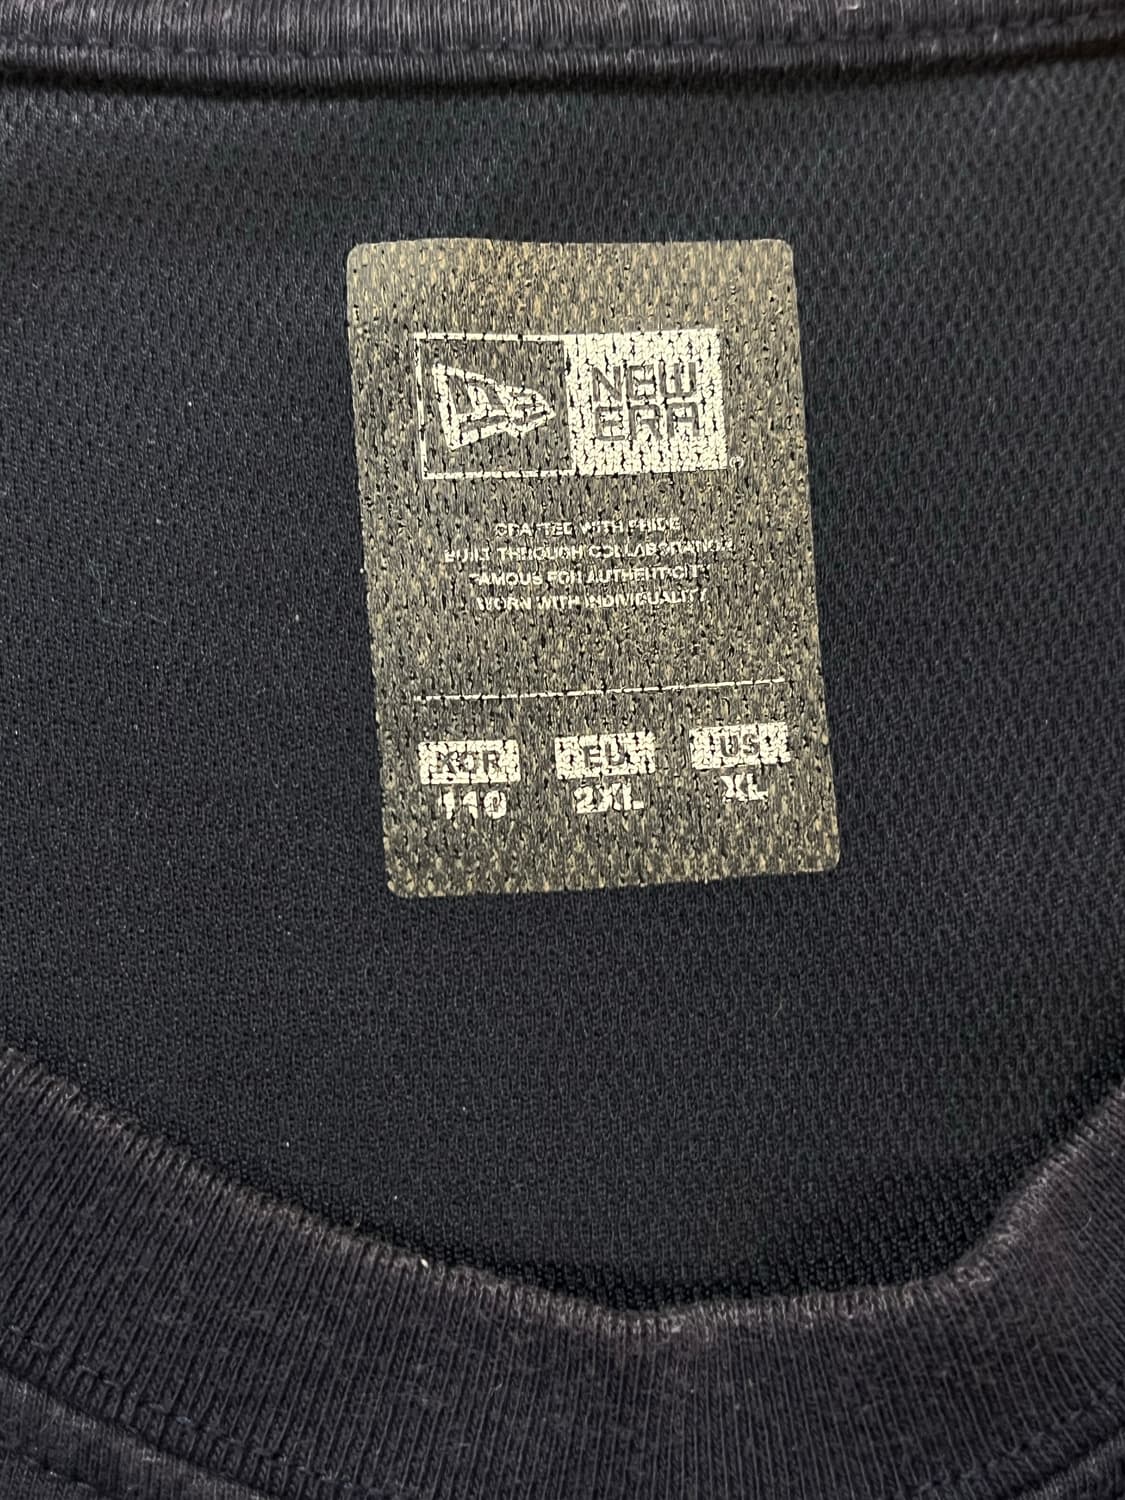 NEW
ERA
CRAFTED WITH PRIDE
BUILT THROUGH COLLABORATION
FAMOUS FOR AUTHENTICITY
WORN WITH INDIVIDUALITY
KOR EU US
110 2XL XL